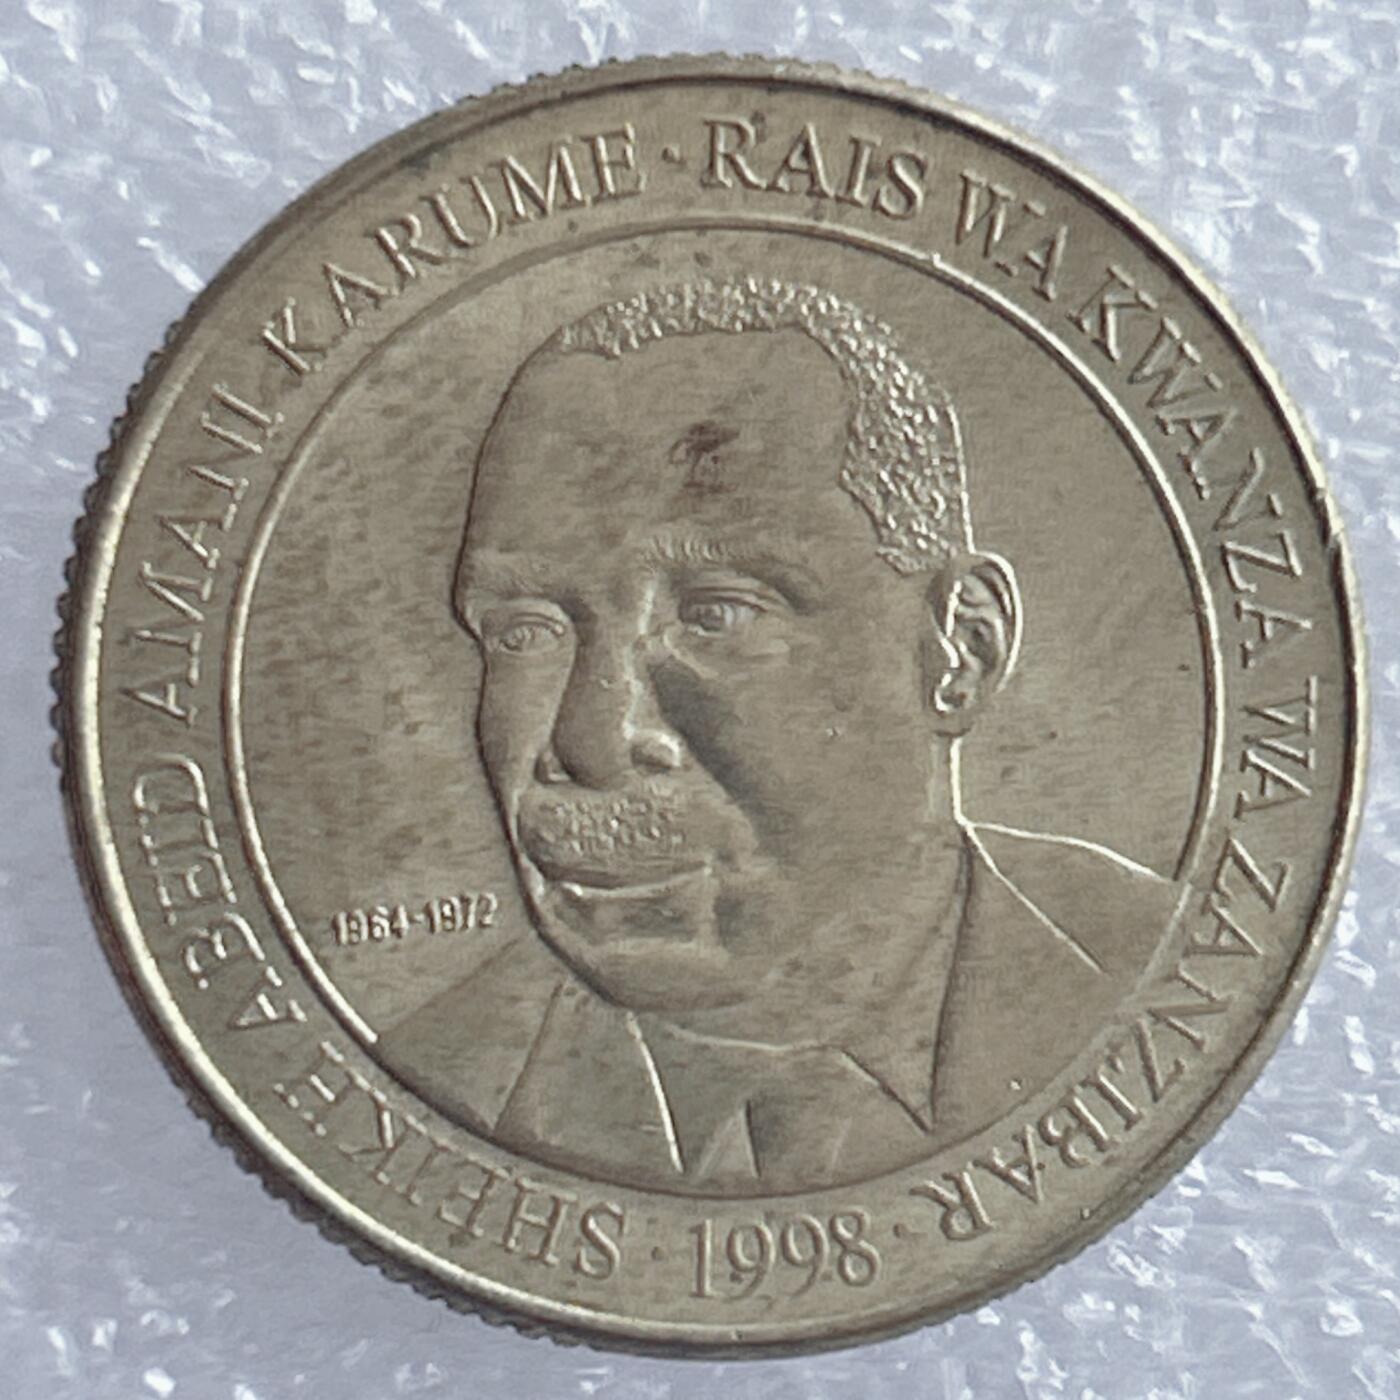 SHEIKH ABEID AMANI KARUME · RAIS WA KWANZA WA ZANZIBAR
· 1998 ·
1964-1972